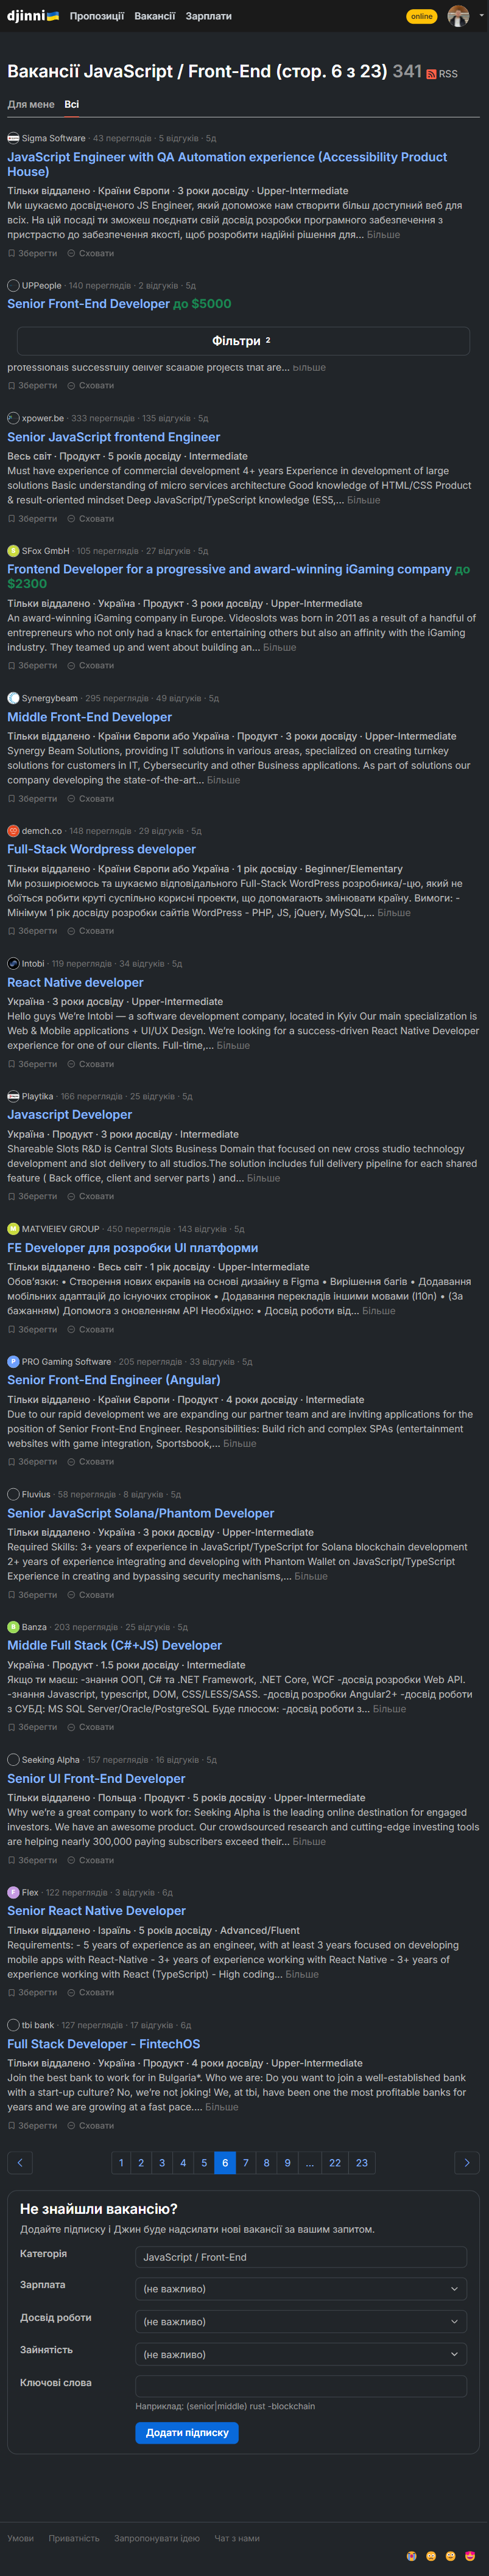 djinni Пропозиції Вакансії Зарплати online
Вакансії JavaScript / Front-End (стор. 6 з 23) 341 RSS
Для мене Всі
Sigma Software · 43 переглядів · 5 відгуків · 5д
JavaScript Engineer with QA Automation experience (Accessibility Product
House)
Тільки віддалено · Країни Європи · 3 роки досвіду · Upper-Intermediate
Ми шукаємо досвідченого JS Engineer, який допоможе нам створити більш доступний веб для
всіх. На цій посаді ти зможеш поєднати свій досвід розробки програмного забезпечення з
пристрастю до забезпечення якості, щоб розробити надійні рішення для... Більше
Зберегти Сховати
UPPeople · 140 переглядів · 2 відгуків · 5д
Senior Front-End Developer до $5000
Фільтри 2
professionals successfully deliver scalable projects that are... Більше
Зберегти Сховати
xpower.be · 333 переглядів · 135 відгуків · 5д
Senior JavaScript frontend Engineer
Весь світ · Продукт · 5 років досвіду · Intermediate
Must have experience of commercial development 4+ years Experience in development of large
solutions Basic understanding of micro services architecture Good knowledge of HTML/CSS Product
& result-oriented mindset Deep JavaScript/TypeScript knowledge (ES5,... Більше
Зберегти Сховати
S SFox GmbH · 105 переглядів · 27 відгуків · 5д
Frontend Developer for a progressive and award-winning iGaming company до
$2300
Тільки віддалено · Україна · Продукт · 3 роки досвіду · Upper-Intermediate
An award-winning iGaming company in Europe. Videoslots was born in 2011 as a result of a handful of
entrepreneurs who not only had a knack for entertaining others but also an affinity with the iGaming
industry. They teamed up and went about building an... Більше
Зберегти Сховати
Synergybeam · 295 переглядів · 49 відгуків · 5д
Middle Front-End Developer
Тільки віддалено · Країни Європи або Україна · Продукт · 3 роки досвіду · Upper-Intermediate
Synergy Beam Solutions, providing IT solutions in various areas, specialized on creating turnkey
solutions for customers in IT, Cybersecurity and other Business applications. As part of solutions our
company developing the state-of-the-art... Більше
Зберегти Сховати
demch.co · 148 переглядів · 29 відгуків · 5д
Full-Stack Wordpress developer
Тільки віддалено · Країни Європи або Україна · 1 рік досвіду · Beginner/Elementary
Ми розширюємось та шукаємо відповідального Full-Stack WordPress розробника/-цю, який не
боїться робити круті суспільно корисні проекти, що допомагають змінювати країну. Вимоги: -
Мінімум 1 рік досвіду розробки сайтів WordPress - PHP, JS, jQuery, MySQL,... Більше
Зберегти Сховати
Intobi · 119 переглядів · 34 відгуків · 5д
React Native developer
Україна · 3 роки досвіду · Upper-Intermediate
Hello guys We're Intobi — a software development company, located in Kyiv Our main specialization is
Web & Mobile applications + UI/UX Design. We're looking for a success-driven React Native Developer
experience for one of our clients. Full-time,... Більше
Зберегти Сховати
Playtika · 166 переглядів · 25 відгуків · 5д
Javascript Developer
Україна · Продукт · 3 роки досвіду · Intermediate
Shareable Slots R&D is Central Slots Business Domain that focused on new cross studio technology
development and slot delivery to all studios.The solution includes full delivery pipeline for each shared
feature ( Back office, client and server parts ) and... Більше
Зберегти Сховати
M MATVIEIEV GROUP · 450 переглядів · 143 відгуків · 5д
FE Developer для розробки UI платформи
Тільки віддалено · Весь світ · 1 рік досвіду · Upper-Intermediate
Обов'язки: • Створення нових екранів на основі дизайну в Figma • Вирішення багів • Додавання
мобільних адаптацій до існуючих сторінок • Додавання перекладів іншими мовами (l10n) • (За
бажанням) Допомога з оновленням API Необхідно: • Досвід роботи від... Більше
Зберегти Сховати
P PRO Gaming Software · 205 переглядів · 33 відгуків · 5д
Senior Front-End Engineer (Angular)
Тільки віддалено · Країни Європи · Продукт · 4 роки досвіду · Intermediate
Due to our rapid development we are expanding our partner team and are inviting applications for the
position of Senior Front-End Engineer. Responsibilities: Build rich and complex SPAs (entertainment
websites with game integration, Sportsbook,... Більше
Зберегти Сховати
Fluvius · 58 переглядів · 8 відгуків · 5д
Senior JavaScript Solana/Phantom Developer
Тільки віддалено · Україна · 3 роки досвіду · Upper-Intermediate
Required Skills: 3+ years of experience in JavaScript/TypeScript for Solana blockchain development
2+ years of experience integrating and developing with Phantom Wallet on JavaScript/TypeScript
Experience in creating and bypassing security mechanisms,... Більше
Зберегти Сховати
B Banza · 203 переглядів · 25 відгуків · 5д
Middle Full Stack (C#+JS) Developer
Україна · Продукт · 1.5 роки досвіду · Intermediate
Якщо ти маєш: -знання ООП, C# та .NET Framework, .NET Core, WCF -досвід розробки Web API.
-знання Javascript, typescript, DOM, CSS/LESS/SASS. -досвід розробки Angular2+ -досвід роботи
з СУБД: MS SQL Server/Oracle/PostgreSQL Буде плюсом: -досвід роботи з... Більше
Зберегти Сховати
Seeking Alpha · 157 переглядів · 16 відгуків · 5д
Senior UI Front-End Developer
Тільки віддалено · Польща · Продукт · 5 років досвіду · Upper-Intermediate
Why we're a great company to work for: Seeking Alpha is the leading online destination for engaged
investors. We have an awesome product. Our crowdsourced research and cutting-edge investing tools
are helping nearly 300,000 paying subscribers exceed their... Більше
Зберегти Сховати
F Flex · 122 переглядів · 3 відгуків · 6д
Senior React Native Developer
Тільки віддалено · Ізраїль · 5 років досвіду · Advanced/Fluent
Requirements: - 5 years of experience as an engineer, with at least 3 years focused on developing
mobile apps with React-Native - 3+ years of experience working with React Native - 3+ years of
experience working with React (TypeScript) - High coding... Більше
Зберегти Сховати
tbi bank · 127 переглядів · 17 відгуків · 6д
Full Stack Developer - FintechOS
Тільки віддалено · Україна · Продукт · 4 роки досвіду · Upper-Intermediate
Join the best bank to work for in Bulgaria*. Who we are: Do you want to join a well-established bank
with a start-up culture? No, we're not joking! We, at tbi, have been one the most profitable banks for
years and we are growing at a fast pace.... Більше
Зберегти Сховати
1 2 3 4 5 6 7 8 9 ... 22 23
Не знайшли вакансію?
Додайте підписку і Джин буде надсилати нові вакансії за вашим запитом.
Категорія JavaScript / Front-End
Зарплата (не важливо)
Досвід роботи (не важливо)
Зайнятість (не важливо)
Ключові слова
Наприклад: (senior|middle) rust -blockchain
Додати підписку
Умови Приватність Запропонувати ідею Чат з нами